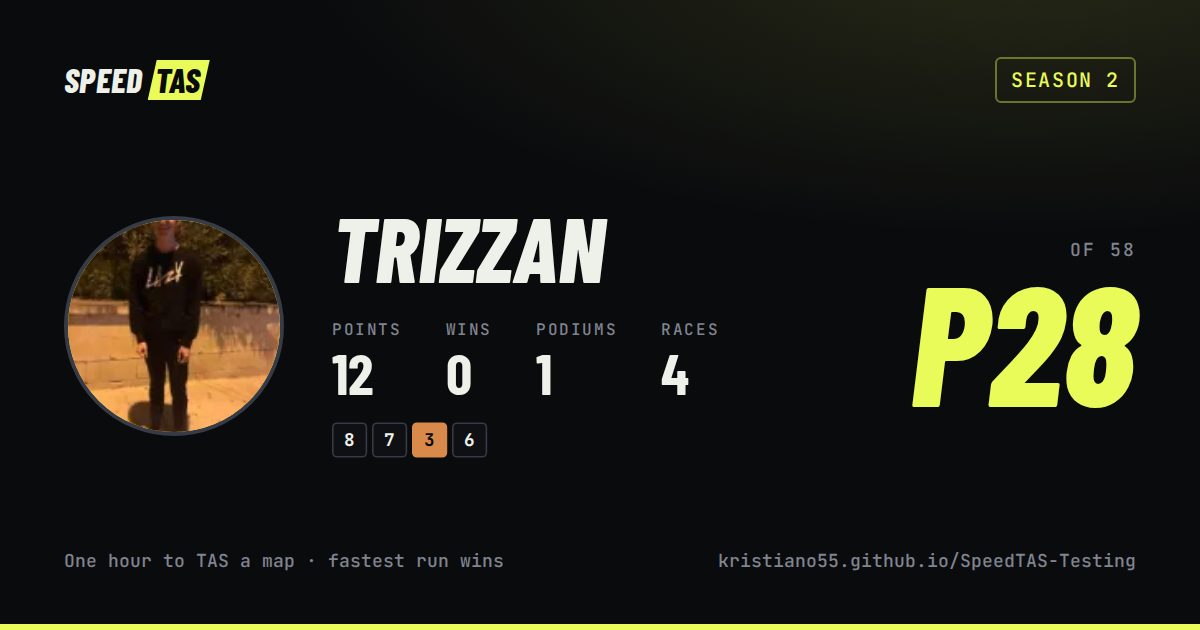 SPEED TAS
SEASON 2
LAZY
TRIZZAN
OF 58
P28
POINTS WINS PODIUMS RACES
12 0 1 4
8 7 3 6
One hour to TAS a map · fastest run wins
kristiano55.github.io/SpeedTAS-Testing